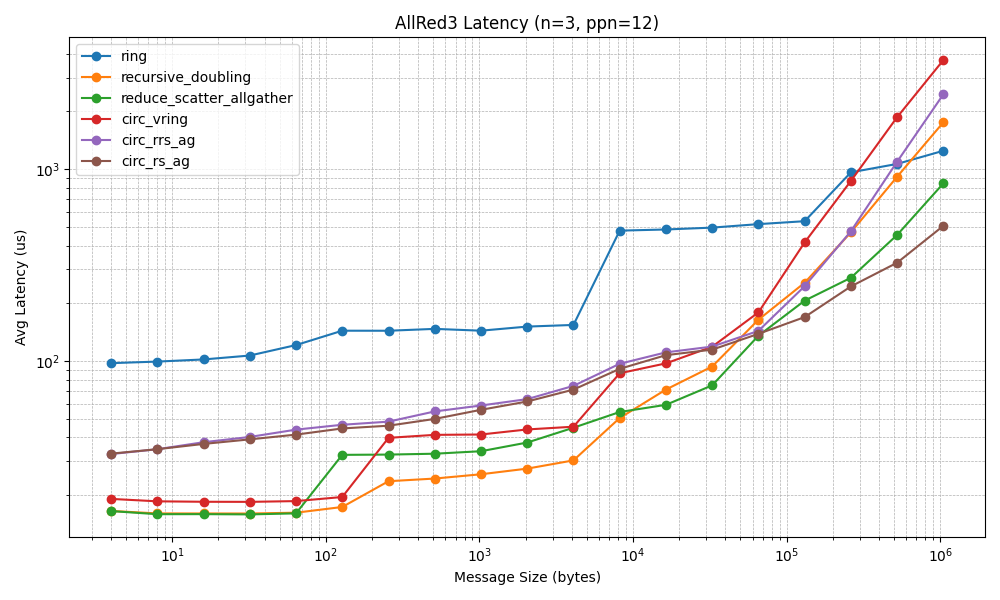 AllRed3 Latency (n=3, ppn=12)
ring
recursive_doubling
reduce_scatter_allgather
circ_vring
circ_rrs_ag
circ_rs_ag
Avg Latency (us)
10³
10²
10¹ 10² 10³ 10⁴ 10⁵ 10⁶
Message Size (bytes)